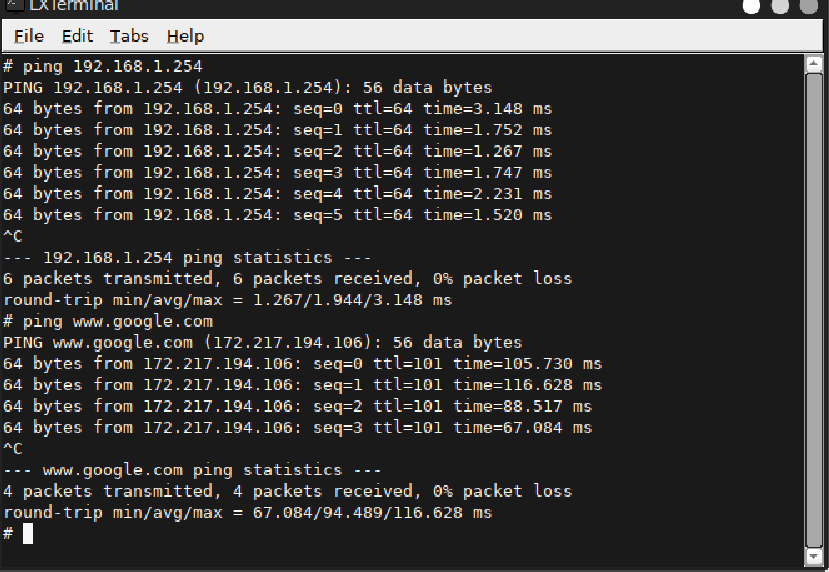 LXTerminal
File Edit Tabs Help
# ping 192.168.1.254
PING 192.168.1.254 (192.168.1.254): 56 data bytes
64 bytes from 192.168.1.254: seq=0 ttl=64 time=3.148 ms
64 bytes from 192.168.1.254: seq=1 ttl=64 time=1.752 ms
64 bytes from 192.168.1.254: seq=2 ttl=64 time=1.267 ms
64 bytes from 192.168.1.254: seq=3 ttl=64 time=1.747 ms
64 bytes from 192.168.1.254: seq=4 ttl=64 time=2.231 ms
64 bytes from 192.168.1.254: seq=5 ttl=64 time=1.520 ms
^C
--- 192.168.1.254 ping statistics ---
6 packets transmitted, 6 packets received, 0% packet loss
round-trip min/avg/max = 1.267/1.944/3.148 ms
# ping www.google.com
PING www.google.com (172.217.194.106): 56 data bytes
64 bytes from 172.217.194.106: seq=0 ttl=101 time=105.730 ms
64 bytes from 172.217.194.106: seq=1 ttl=101 time=116.628 ms
64 bytes from 172.217.194.106: seq=2 ttl=101 time=88.517 ms
64 bytes from 172.217.194.106: seq=3 ttl=101 time=67.084 ms
^C
--- www.google.com ping statistics ---
4 packets transmitted, 4 packets received, 0% packet loss
round-trip min/avg/max = 67.084/94.489/116.628 ms
#